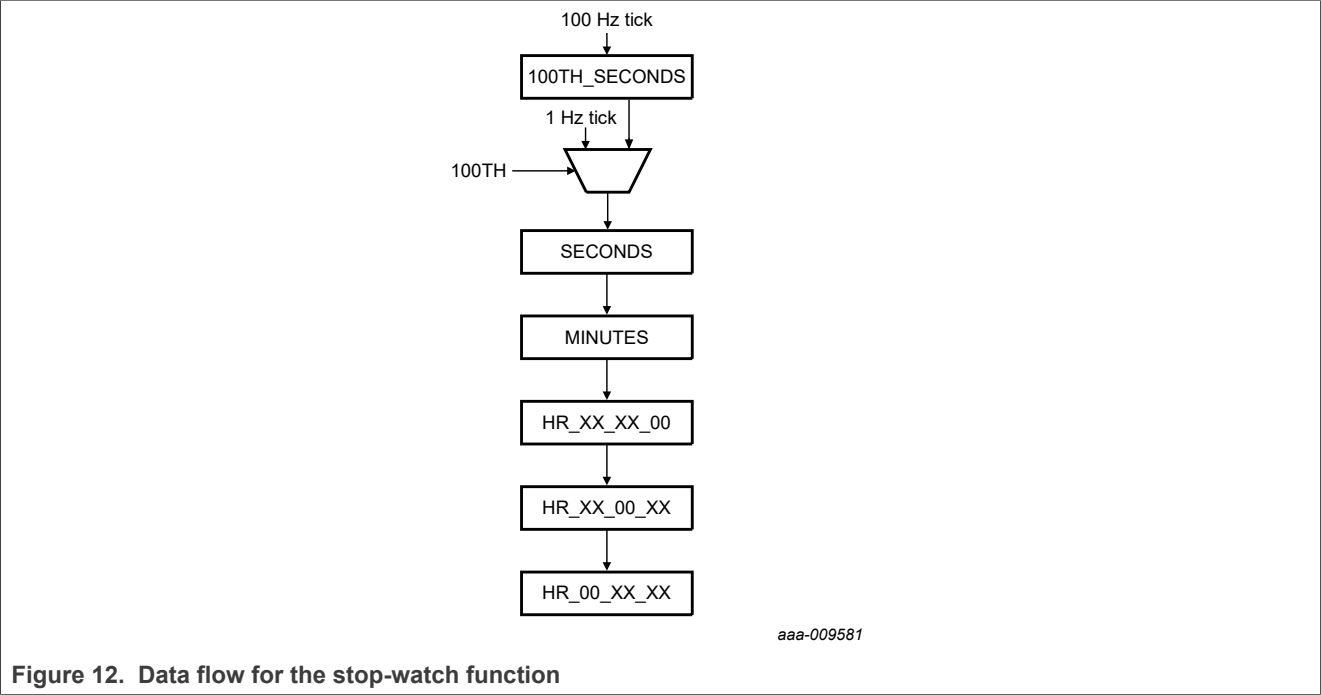 100 Hz tick
100TH_SECONDS
1 Hz tick
100TH
SECONDS
MINUTES
HR_XX_XX_00
HR_XX_00_XX
HR_00_XX_XX
aaa-009581
Figure 12. Data flow for the stop-watch function